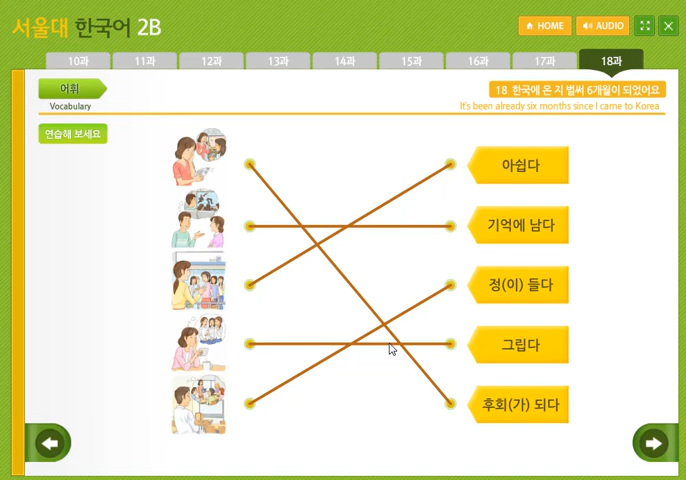 서울대 한국어 2B
HOME
AUDIO
10과
11과
12과
13과
14과
15과
16과
17과
18과
어휘
Vocabulary
18 한국에 온 지 벌써 6개월이 되었어요
It's been already six months since I came to Korea
연습해 보세요
아쉽다
기억에 남다
정(이) 들다
그립다
후회(가) 되다